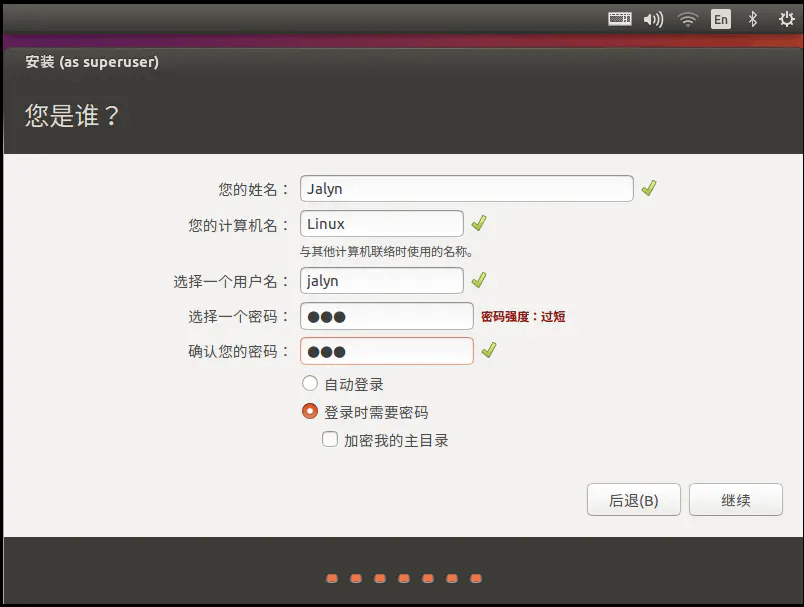 En
安装 (as superuser)
您是谁？
您的姓名： Jalyn
您的计算机名： Linux
与其他计算机联络时使用的名称。
选择一个用户名： jalyn
选择一个密码： ●●● 密码强度：过短
确认您的密码： ●●●
自动登录
登录时需要密码
加密我的主目录
后退(B) 继续